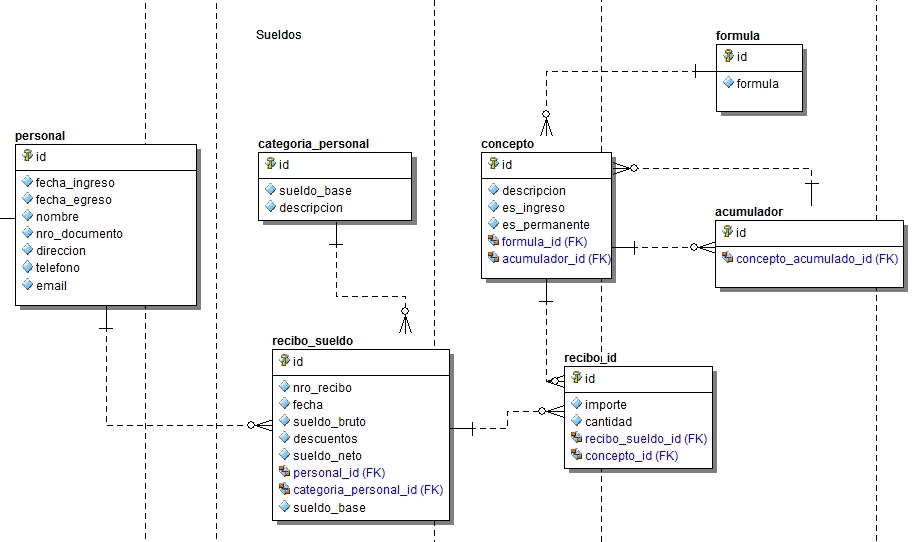 Sueldos
formula
id
formula
personal
id
fecha_ingreso
fecha_egreso
nombre
nro_documento
direccion
telefono
email
categoria_personal
id
sueldo_base
descripcion
concepto
id
descripcion
es_ingreso
es_permanente
formula_id (FK)
acumulador_id (FK)
acumulador
id
concepto_acumulado_id (FK)
recibo_sueldo
id
nro_recibo
fecha
sueldo_bruto
descuentos
sueldo_neto
personal_id (FK)
categoria_personal_id (FK)
sueldo_base
recibo_id
id
importe
cantidad
recibo_sueldo_id (FK)
concepto_id (FK)